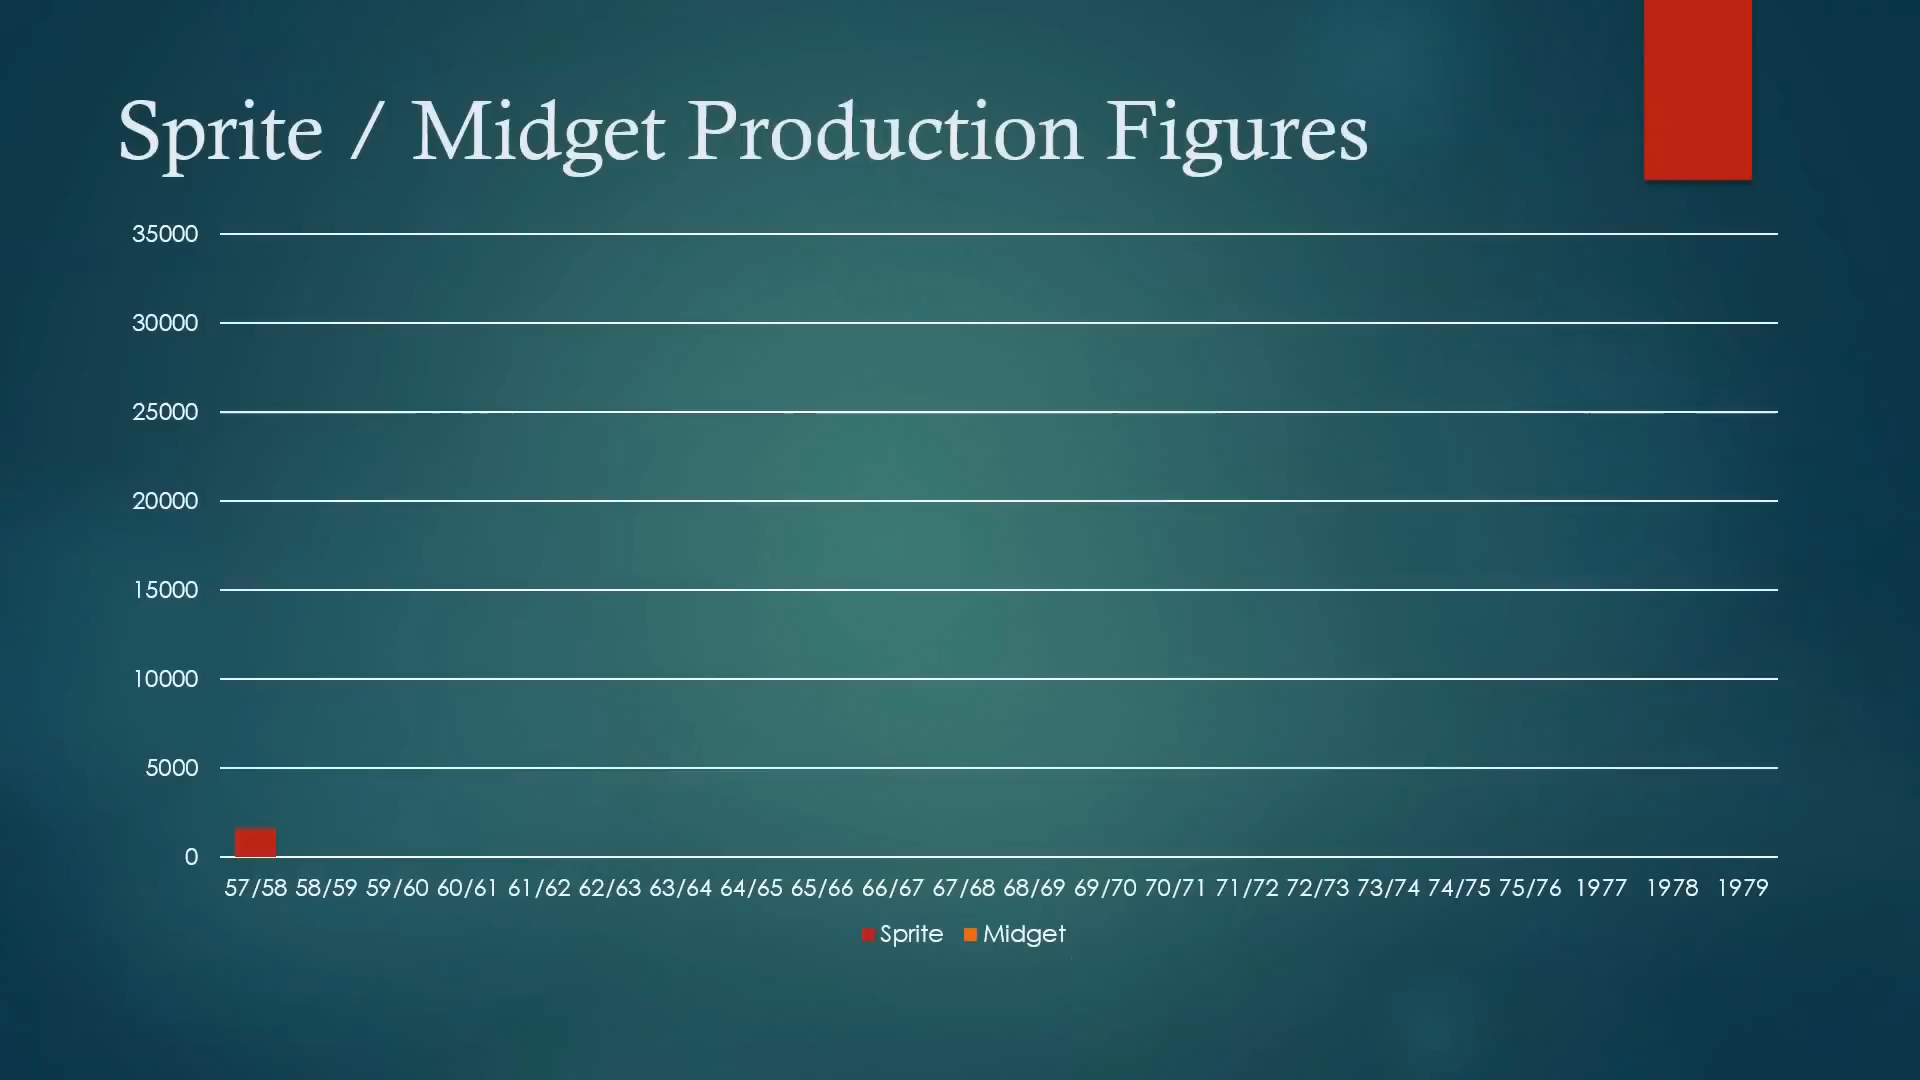 Sprite / Midget Production Figures
35000
30000
25000
20000
15000
10000
5000
0
57/58 58/59 59/60 60/61 61/62 62/63 63/64 64/65 65/66 66/67 67/68 68/69 69/70 70/71 71/72 72/73 73/74 74/75 75/76 1977 1978 1979
Sprite Midget